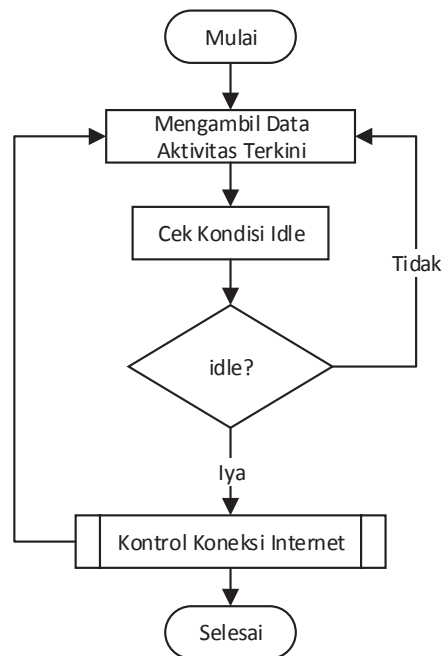 Mulai
Mengambil Data
Aktivitas Terkini
Cek Kondisi Idle
Tidak
idle?
Iya
Kontrol Koneksi Internet
Selesai